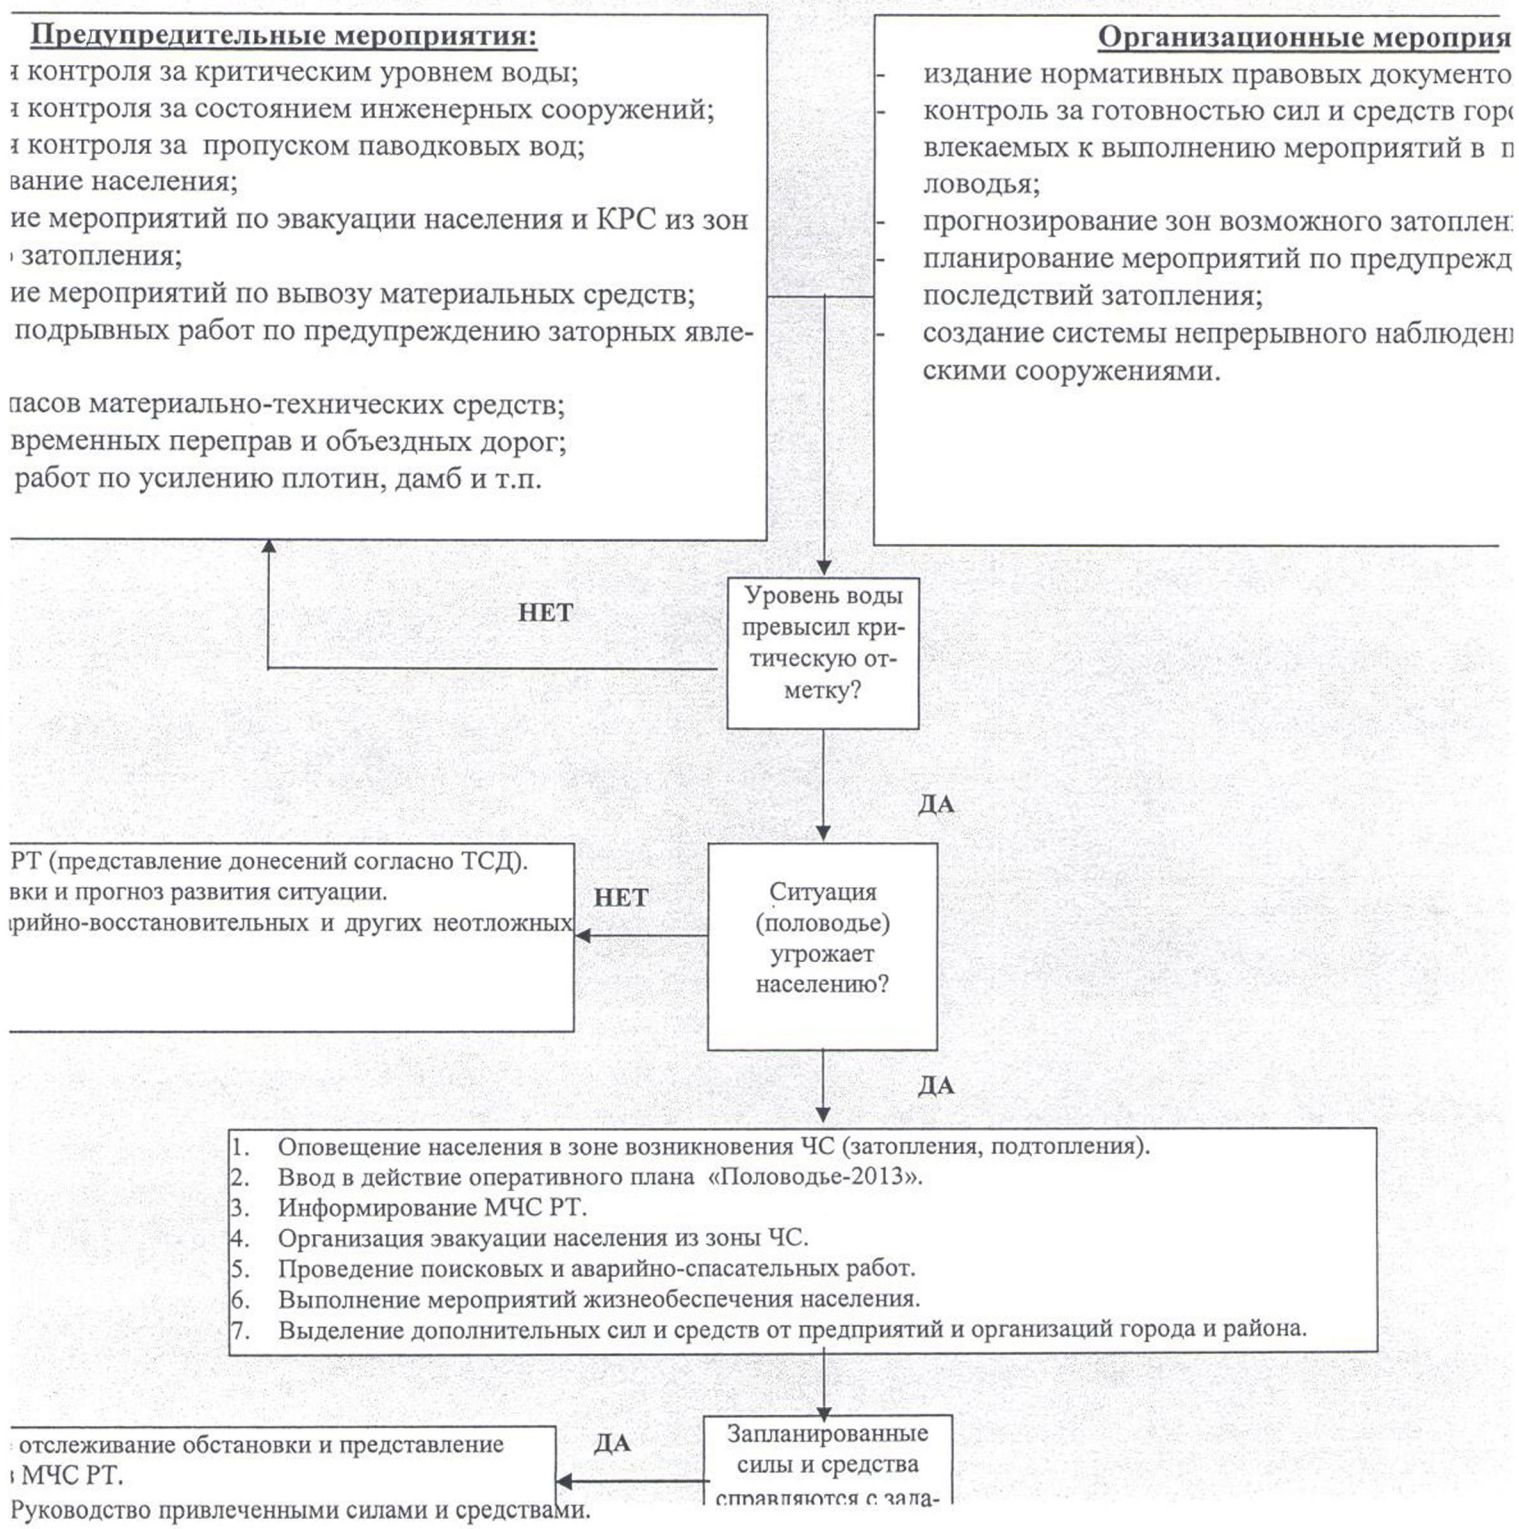 Предупредительные мероприятия:
я контроля за критическим уровнем воды;
я контроля за состоянием инженерных сооружений;
я контроля за пропуском паводковых вод;
вание населения;
ие мероприятий по эвакуации населения и КРС из зон
затопления;
ие мероприятий по вывозу материальных средств;
подрывных работ по предупреждению заторных явле-
пасов материально-технических средств;
временных переправ и объездных дорог;
работ по усилению плотин, дамб и т.п.
Организационные мероприя
- издание нормативных правовых документо
- контроль за готовностью сил и средств горо
влекаемых к выполнению мероприятий в п
ловодья;
- прогнозирование зон возможного затоплен
- планирование мероприятий по предупрежд
последствий затопления;
- создание системы непрерывного наблюден
скими сооружениями.
Уровень воды
превысил кри-
тическую от-
метку?
НЕТ
ДА
РТ (представление донесений согласно ТСД).
вки и прогноз развития ситуации.
арийно-восстановительных и других неотложных
НЕТ
Ситуация
(половодье)
угрожает
населению?
ДА
1. Оповещение населения в зоне возникновения ЧС (затопления, подтопления).
2. Ввод в действие оперативного плана «Половодье-2013».
3. Информирование МЧС РТ.
4. Организация эвакуации населения из зоны ЧС.
5. Проведение поисковых и аварийно-спасательных работ.
6. Выполнение мероприятий жизнеобеспечения населения.
7. Выделение дополнительных сил и средств от предприятий и организаций города и района.
отслеживание обстановки и представление
в МЧС РТ.
Руководство привлеченными силами и средствами.
ДА
Запланированные
силы и средства
справляются с зада-